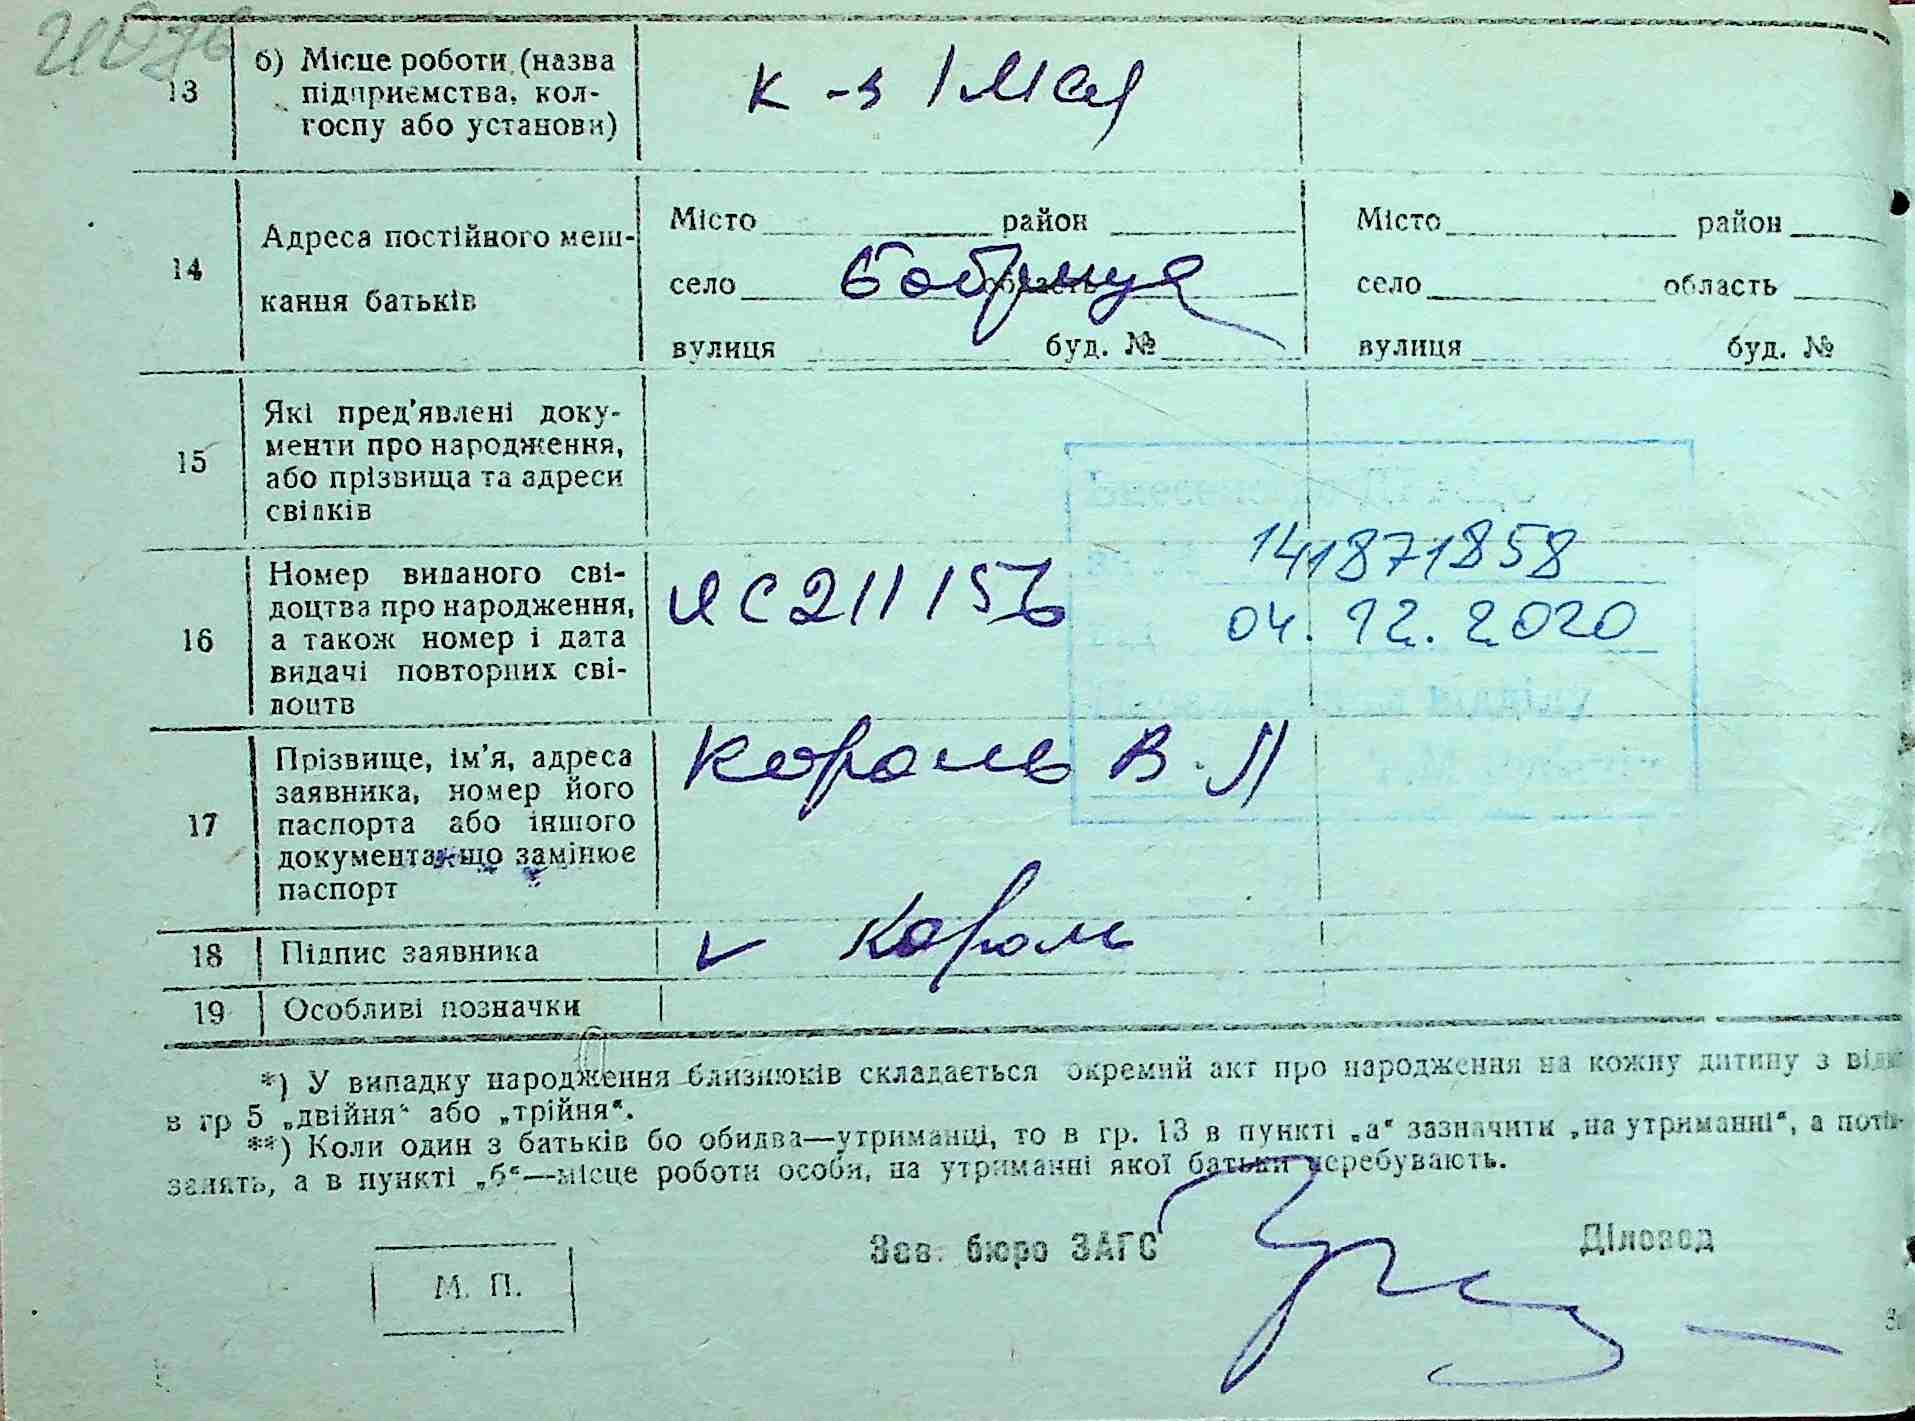 13
б) Місце роботи (назва
підприємства, кол-
госпу або установи)
к-з 1 Мая
14
Адреса постійного меш-
кання батьків
Місто район
село Бобрица область
вулиця буд. №
Місто район
село область
вулиця буд. №
15
Які пред'явлені доку-
менти про народження,
або прізвища та адреси
свідків
16
Номер виданого сві-
доцтва про народження,
а також номер і дата
видачі повторних сві-
доцтв
ЯС 211156
141871858
04.12.2020
17
Прізвище, ім'я, адреса
заявника, номер його
паспорта або іншого
документа що замінює
паспорт
Король В. П
18
Підпис заявника
Король
19
Особливі позначки
*) У випадку народження близнюків складається окремий акт про народження на кожну дитину з
в гр 5 „двійня“ або „трійня“.
**) Коли один з батьків бо обидва—утриманці, то в гр. 13 в пункті „а“ зазначити „на утриманні“, а
, а в пункті „б“—місце роботи особи, на утриманні якої батьки перебувають.
Зав. бюро ЗАГС
Діловод
М. П.